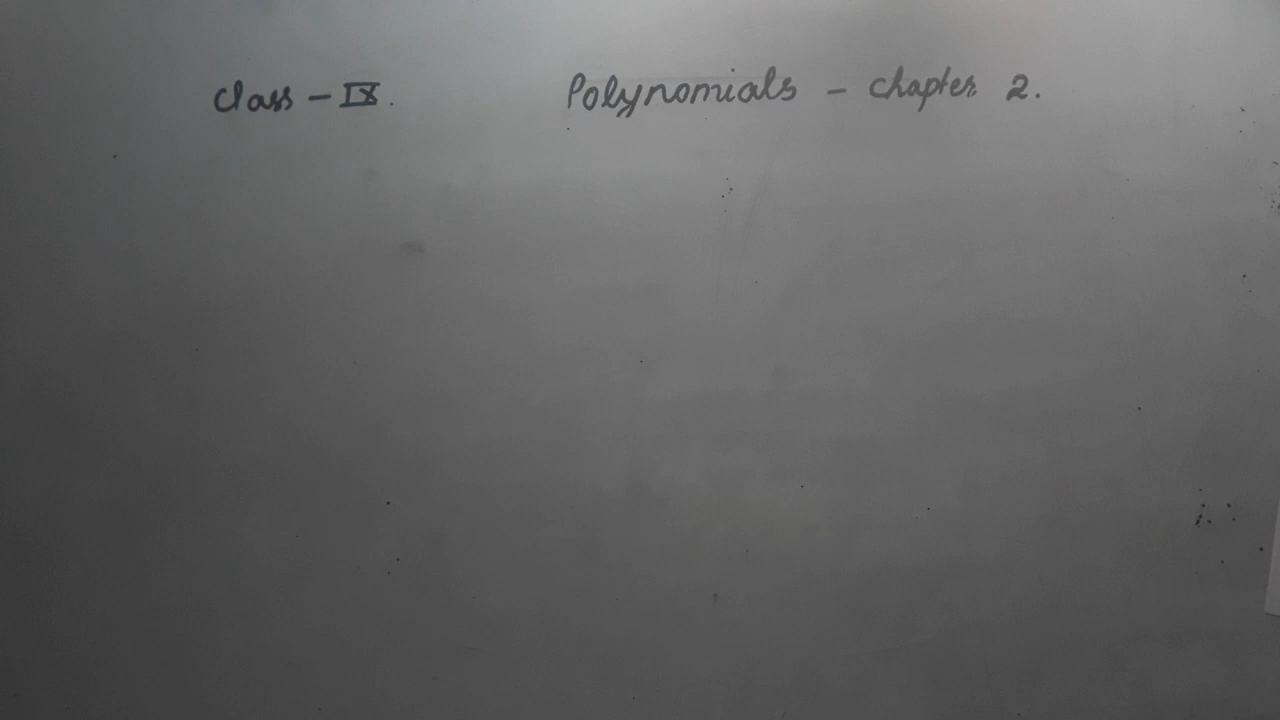 Class - IX.    Polynomials - Chapter 2.